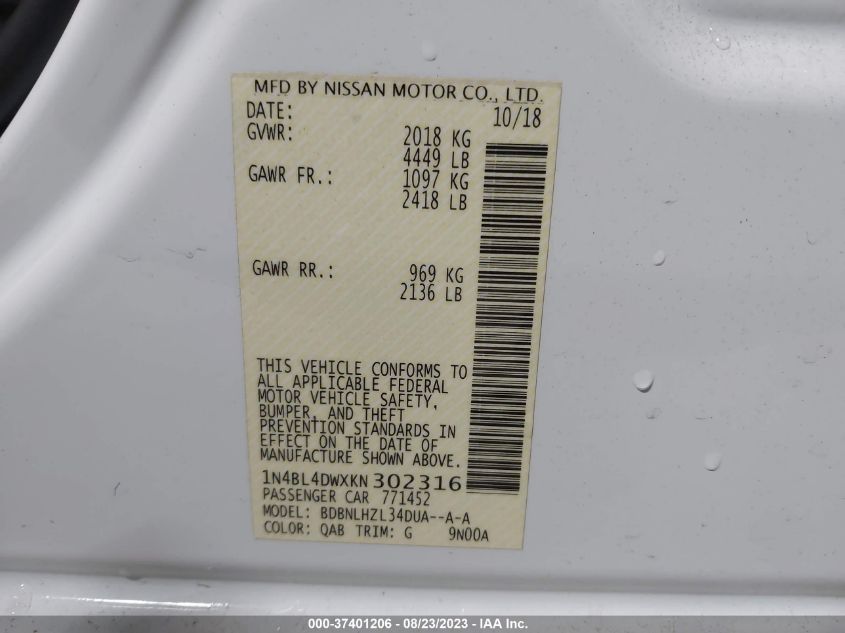 MFD BY NISSAN MOTOR CO., LTD.
DATE: 10/18
GVWR: 2018 KG
4449 LB
GAWR FR.: 1097 KG
2418 LB
GAWR RR.: 969 KG
2136 LB
THIS VEHICLE CONFORMS TO
ALL APPLICABLE FEDERAL
MOTOR VEHICLE SAFETY,
BUMPER, AND THEFT
PREVENTION STANDARDS IN
EFFECT ON THE DATE OF
MANUFACTURE SHOWN ABOVE.
1N4BL4DWXKN302316
PASSENGER CAR 771452
MODEL: BDBNLHZL34DUA--A-A
COLOR: QAB TRIM: G 9N00A
000-37401206 - 08/23/2023 - IAA Inc.